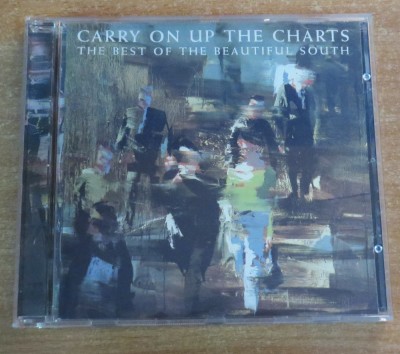 CARRY ON UP THE CHARTS
THE BEST OF THE BEAUTIFUL SOUTH